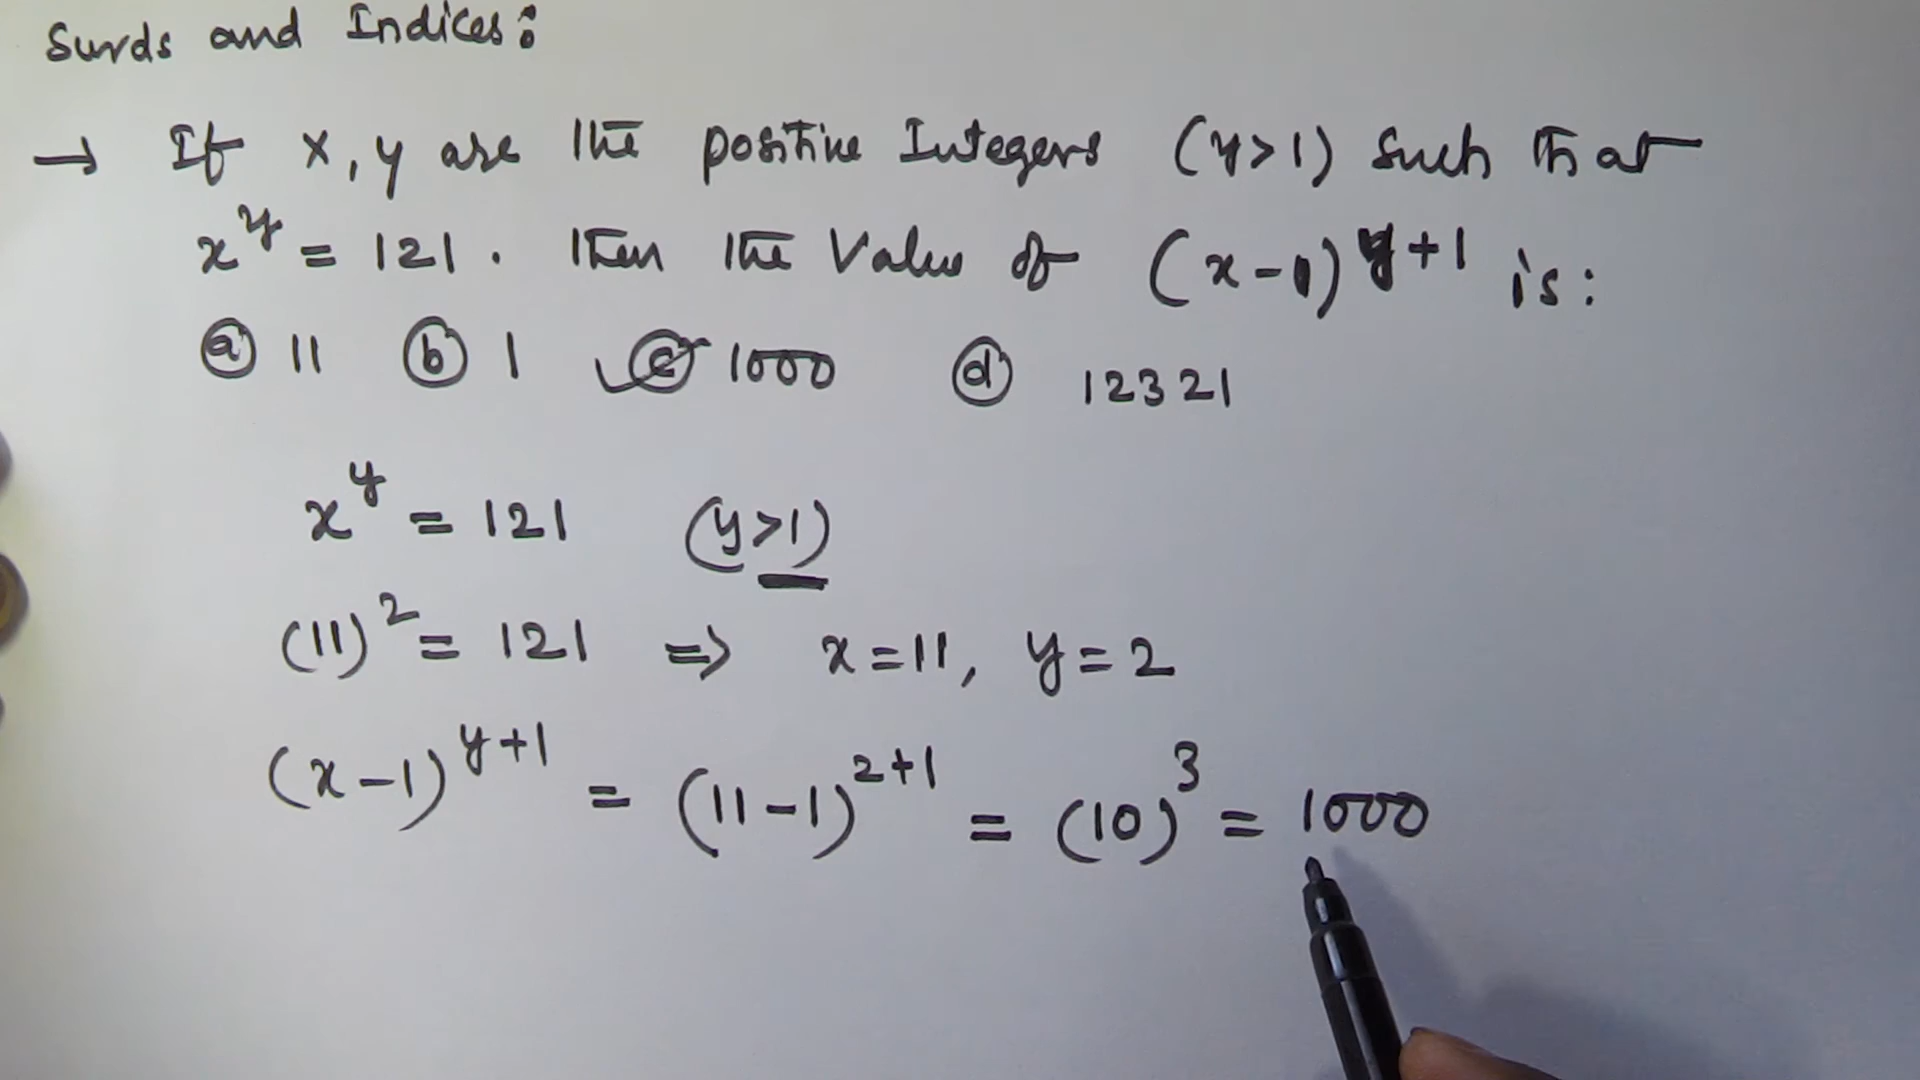 Surds and Indices:
→ If x, y are the positive Integers (y>1) such that
x^y = 121. Then the Value of (x-1)^y+1 is:
(a) 11 (b) 1 (c) 1000 (d) 12321
x^y = 121 (y>1)
(11)^2 = 121 ⇒ x=11, y=2
(x-1)^y+1 = (11-1)^2+1 = (10)^3 = 1000